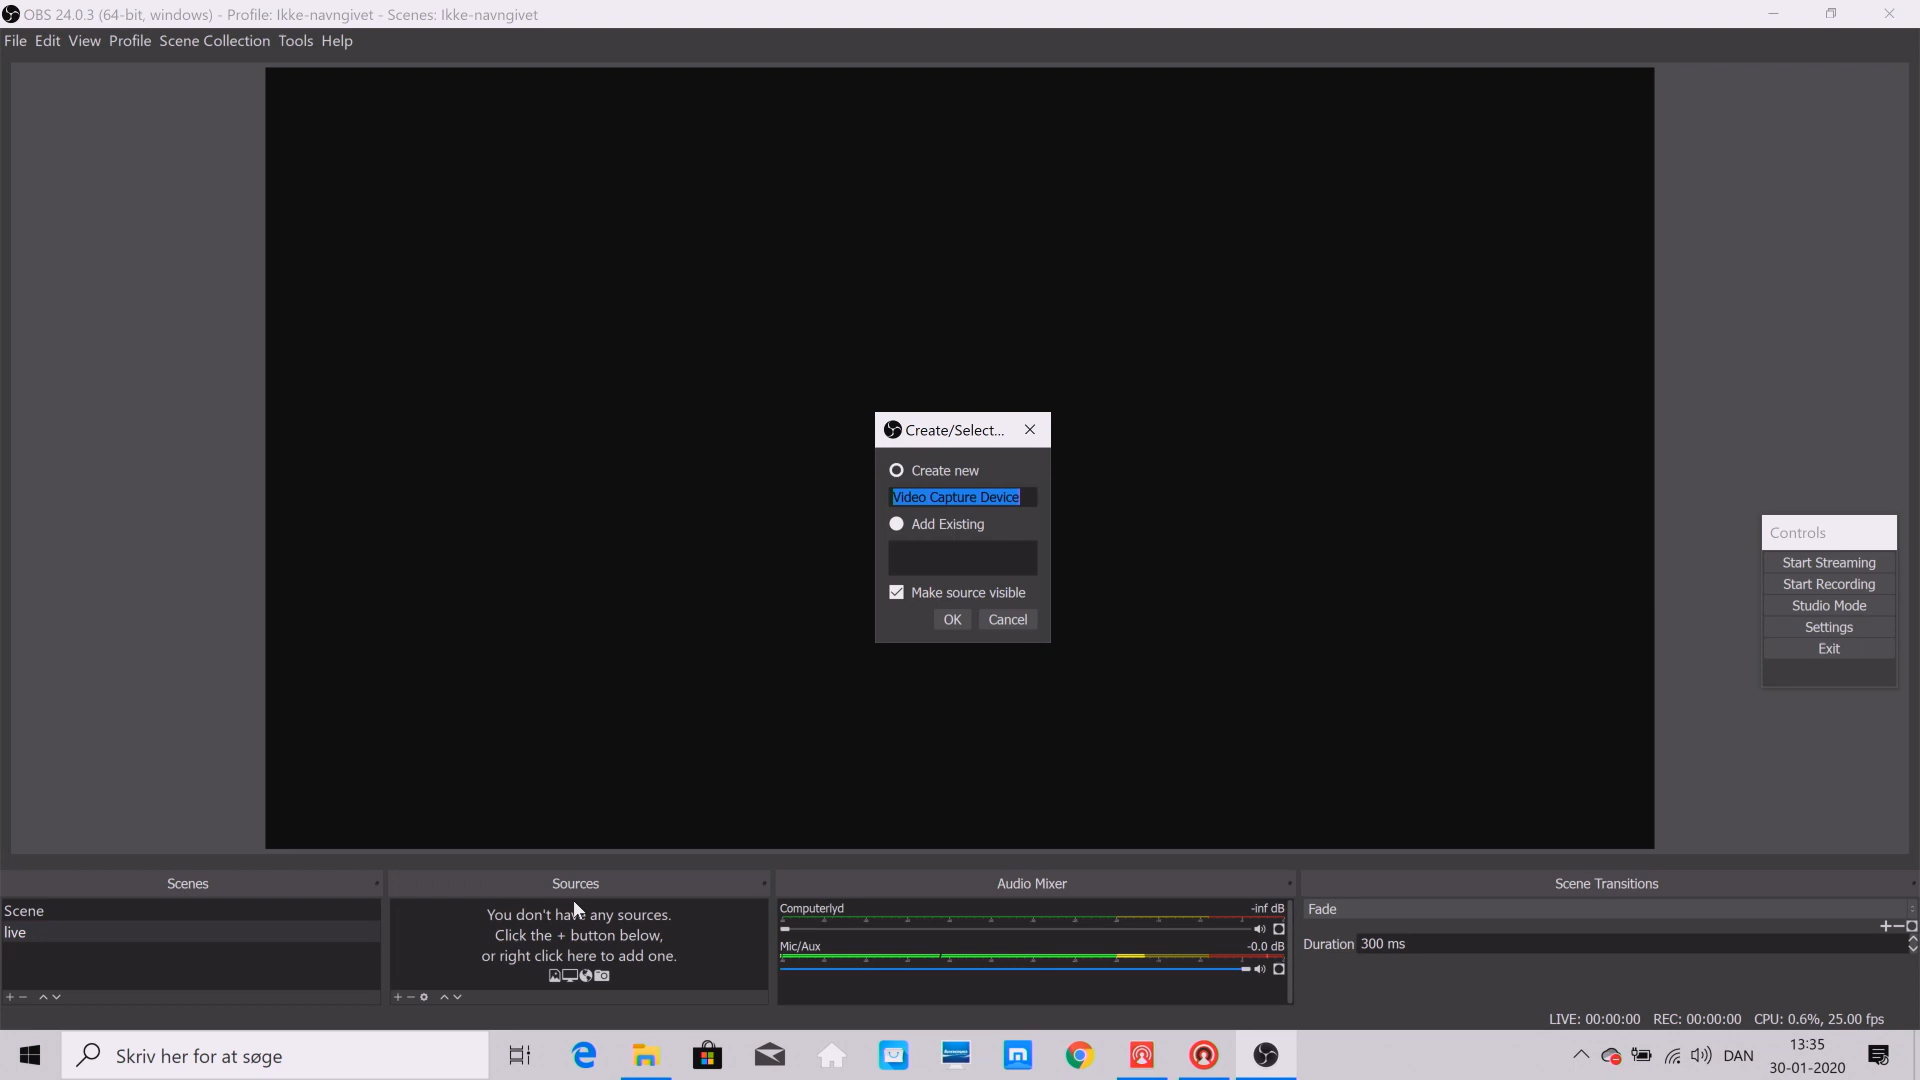 OBS 24.0.3 (64-bit, windows) - Profile: Ikke-navngivet - Scenes: Ikke-navngivet
File Edit View Profile Scene Collection Tools Help
Create/Select...
Create new
Video Capture Device
Add Existing
Make source visible
OK Cancel
Controls
Start Streaming
Start Recording
Studio Mode
Settings
Exit
Scenes
Scene
live
Sources
You don't have any sources.
Click the + button below,
or right click here to add one.
Audio Mixer
Computerlyd -inf dB
Mic/Aux -0.0 dB
Scene Transitions
Fade
Duration 300 ms
LIVE: 00:00:00 REC: 00:00:00 CPU: 0.6%, 25.00 fps
Skriv her for at søge
DAN
13:35
30-01-2020